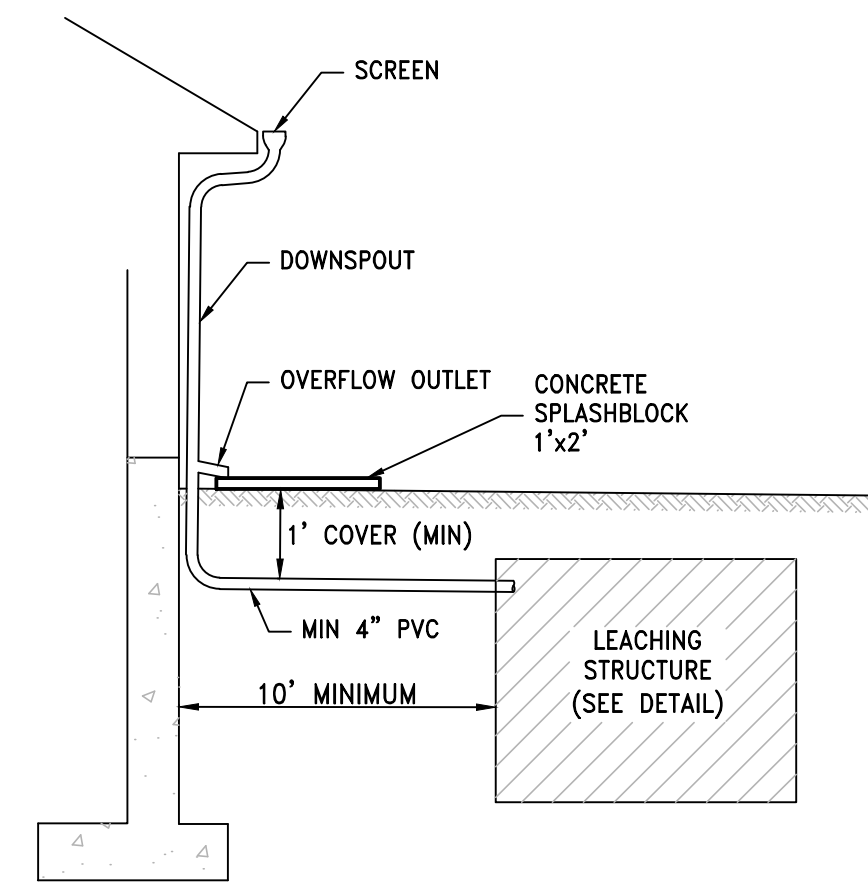 SCREEN
DOWNSPOUT
OVERFLOW OUTLET
CONCRETE
SPLASHBLOCK
1'x2'
1' COVER (MIN)
MIN 4" PVC
10' MINIMUM
LEACHING
STRUCTURE
(SEE DETAIL)